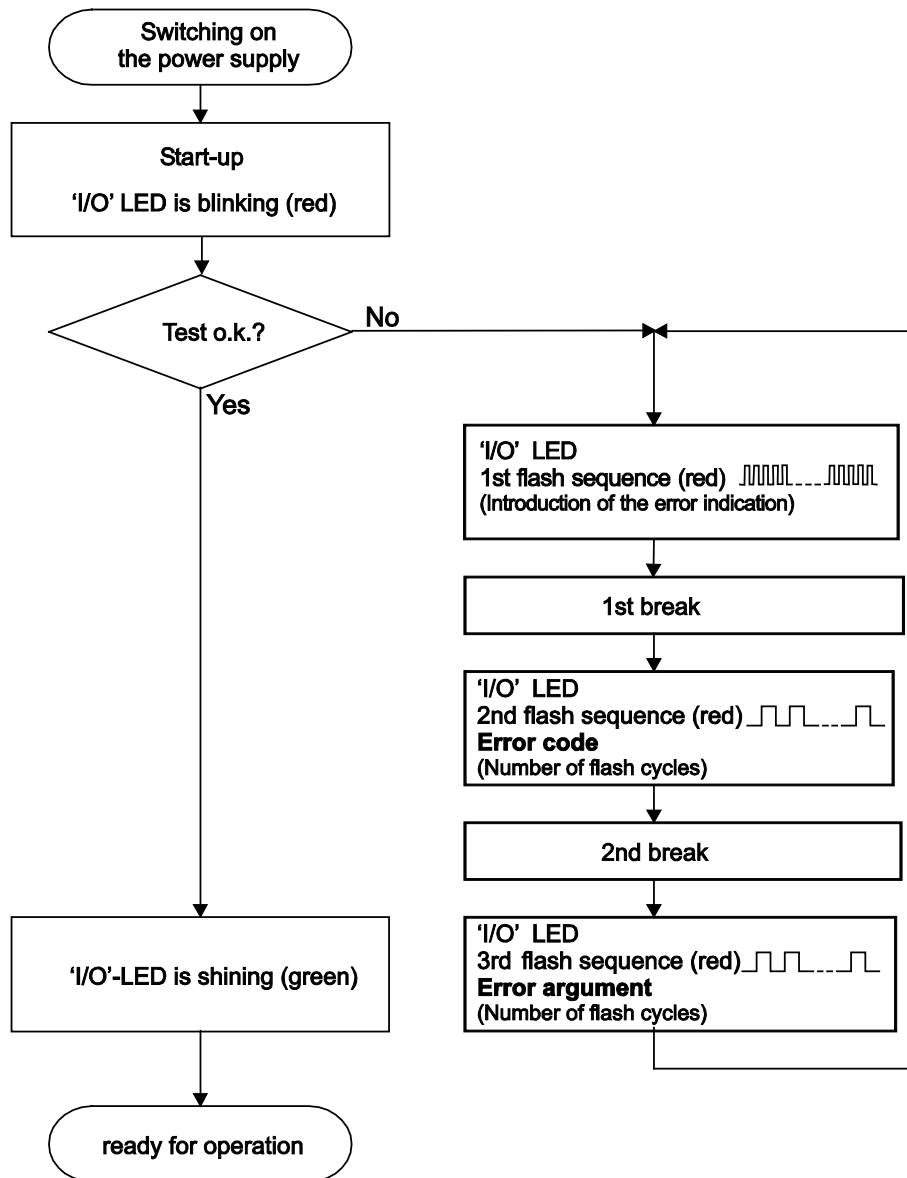 Switching on
the power supply
Start-up
‘I/O’ LED is blinking (red)
Test o.k.?
No
Yes
‘I/O’ LED
1st flash sequence (red)
(Introduction of the error indication)
1st break
‘I/O’ LED
2nd flash sequence (red)
Error code
(Number of flash cycles)
2nd break
‘I/O’ LED
3rd flash sequence (red)
Error argument
(Number of flash cycles)
‘I/O’-LED is shining (green)
ready for operation